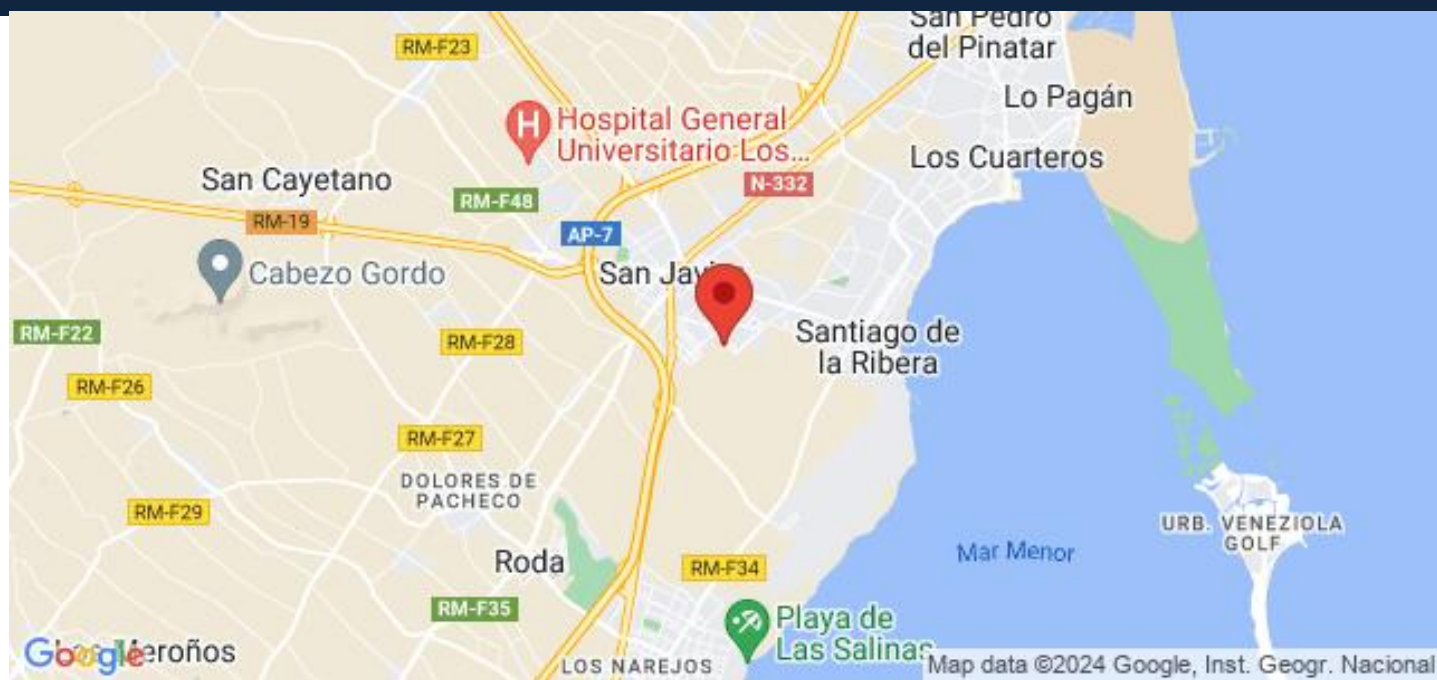 San Pedro
del Pinatar
RM-F23
Lo Pagán
Hospital General
Universitario Los...
Los Cuarteros
San Cayetano
N-332
RM-F48
RM-19
AP-7
Cabezo Gordo
San Jav
RM-F22
RM-F28
Santiago de
la Ribera
RM-F26
RM-F27
DOLORES DE
PACHECO
RM-F29
URB. VENEZIOLA
GOLF
Mar Menor
Roda
RM-F34
RM-F35
Playa de
Las Salinas
Google
eroños
LOS NAREJOS
Map data ©2024 Google, Inst. Geogr. Nacional